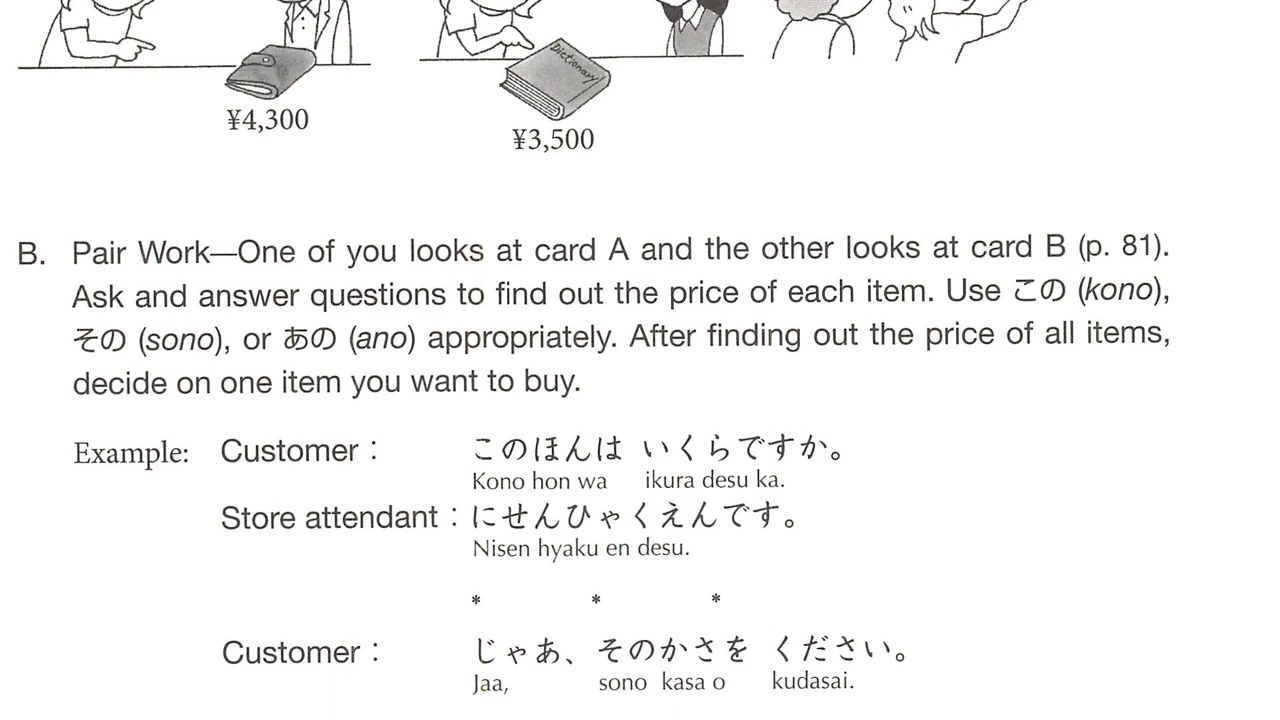 Dictionary
¥4,300
¥3,500
B. Pair Work—One of you looks at card A and the other looks at card B (p. 81).
Ask and answer questions to find out the price of each item. Use この (kono),
その (sono), or あの (ano) appropriately. After finding out the price of all items,
decide on one item you want to buy.
Example: Customer: このほんは いくらですか。
Kono hon wa ikura desu ka.
Store attendant: にせんひゃくえんです。
Nisen hyaku en desu.
* * *
Customer: じゃあ、そのかさを ください。
Jaa, sono kasa o kudasai.